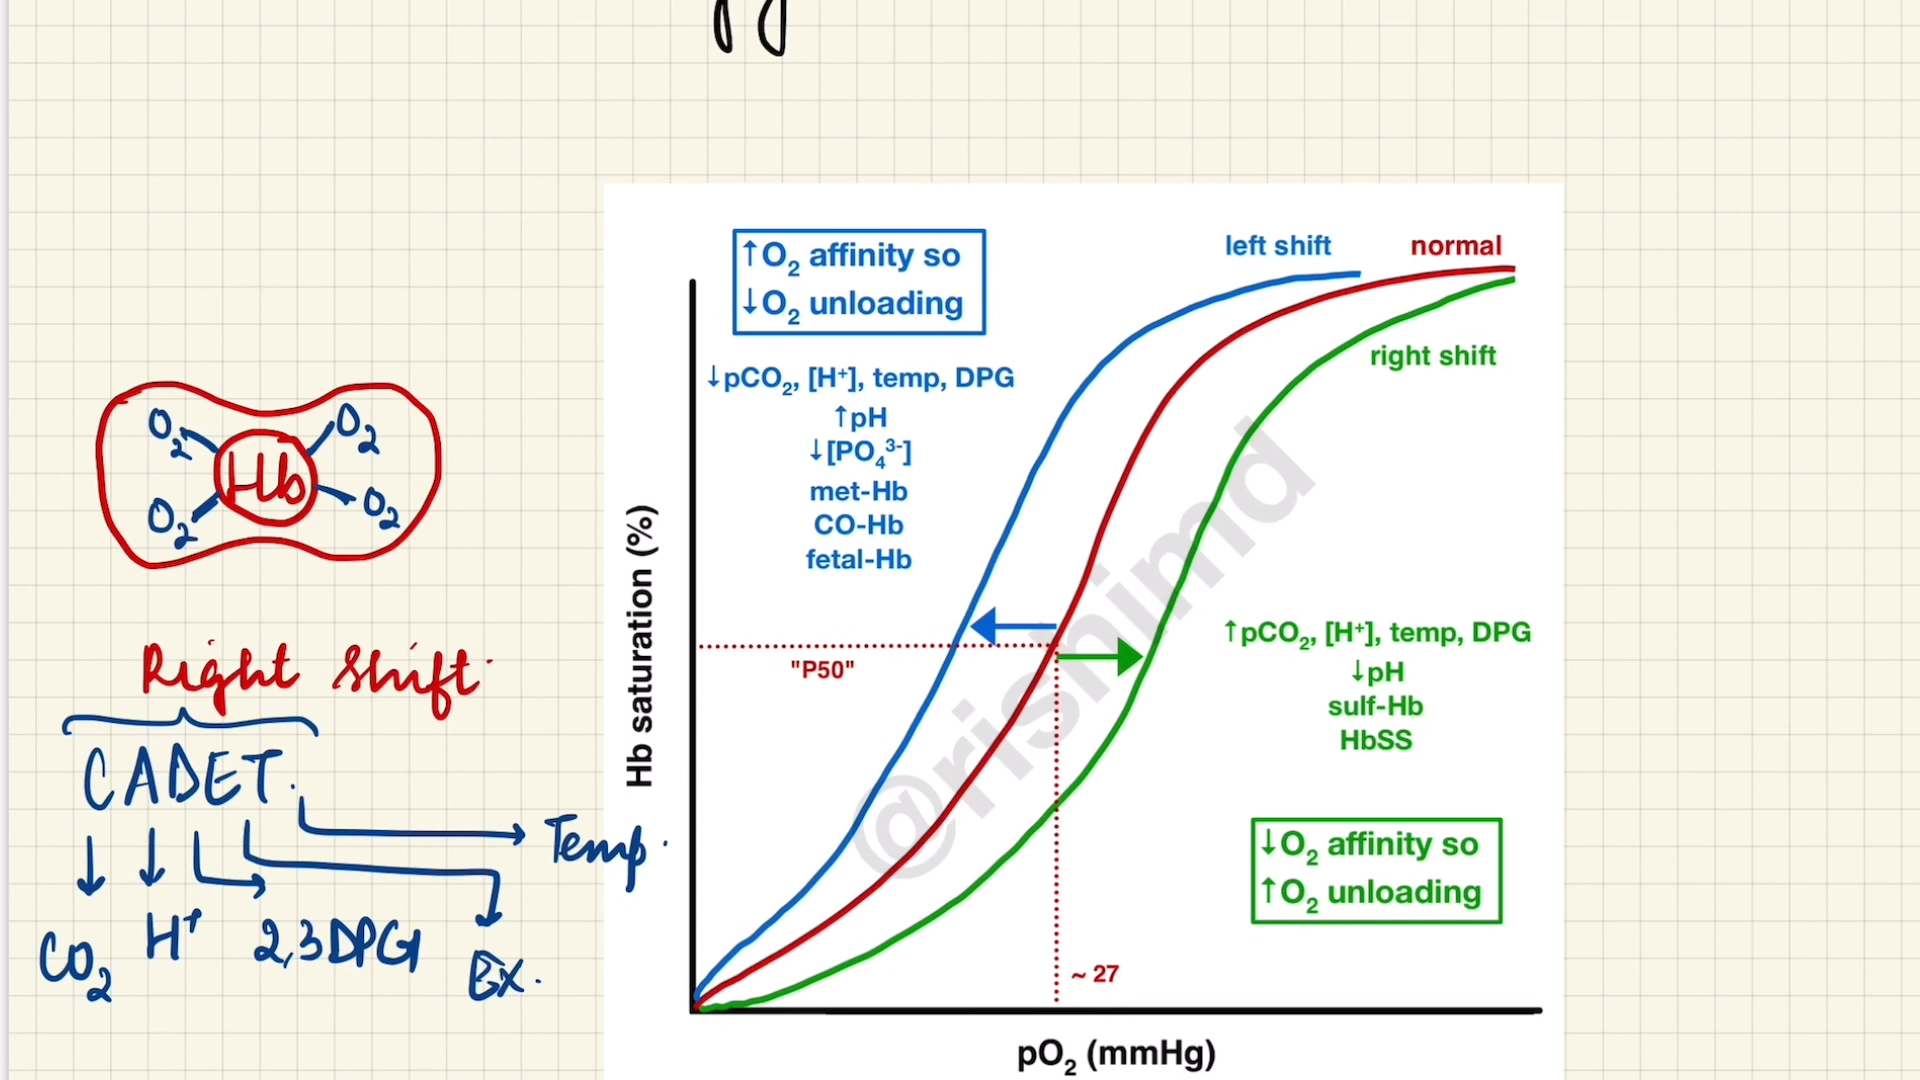 O2
O2
Hb
O2
O2
Right Shift.
CADET.
Temp.
CO2
H+
2,3 DPG
Ex.
↑O2 affinity so
↓O2 unloading
↓pCO2, [H+], temp, DPG
↑pH
↓[PO4 3-]
met-Hb
CO-Hb
fetal-Hb
left shift
normal
right shift
"P50"
↑pCO2, [H+], temp, DPG
↓pH
sulf-Hb
HbSS
↓O2 affinity so
↑O2 unloading
~ 27
Hb saturation (%)
pO2 (mmHg)
@rishimd